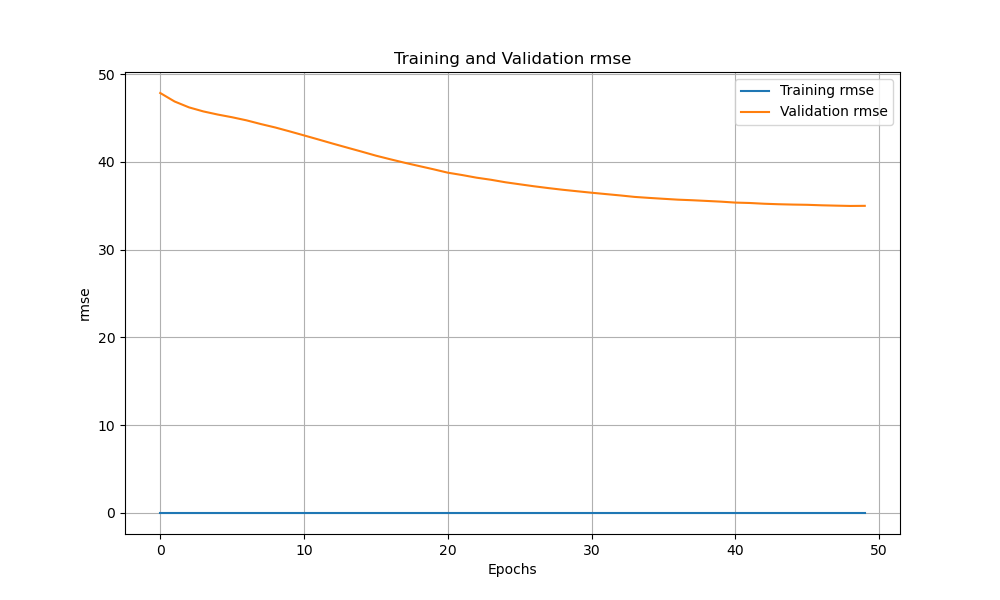 Training and Validation rmse
50
40
30
20
10
0
rmse
Training rmse
Validation rmse
0 10 20 30 40 50
Epochs